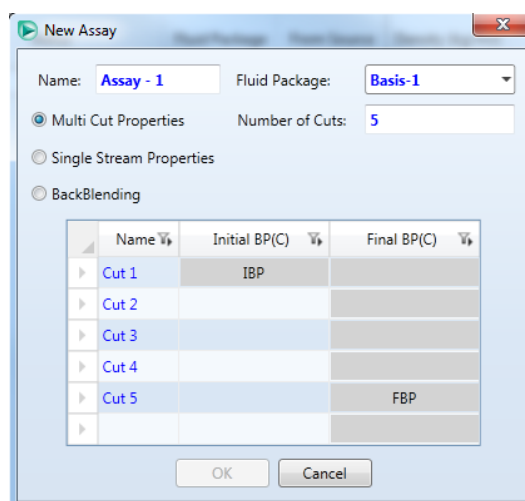 New Assay
Name: Assay - 1 Fluid Package: Basis-1
Multi Cut Properties Number of Cuts: 5
Single Stream Properties
BackBlending
Name Initial BP(C) Final BP(C)
Cut 1 IBP
Cut 2
Cut 3
Cut 4
Cut 5 FBP
OK Cancel